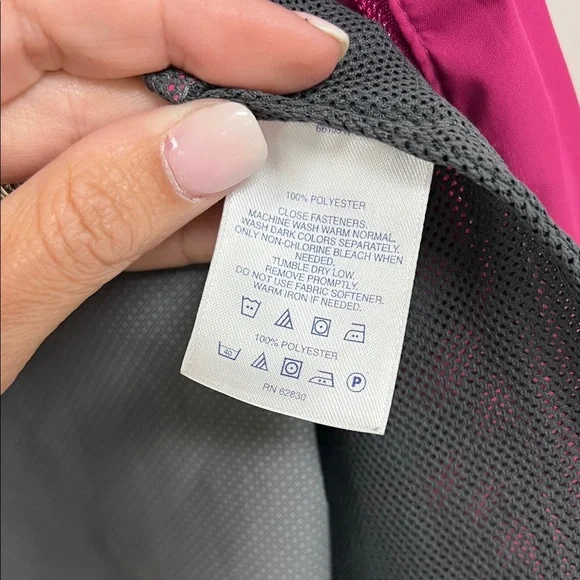 100% POLYESTER
CLOSE FASTENERS.
MACHINE WASH WARM NORMAL.
WASH DARK COLORS SEPARATELY.
ONLY NON-CHLORINE BLEACH WHEN
NEEDED.
TUMBLE DRY LOW.
REMOVE PROMPTLY.
DO NOT USE FABRIC SOFTENER.
WARM IRON IF NEEDED.
100% POLYESTER
40
P
RN 62830